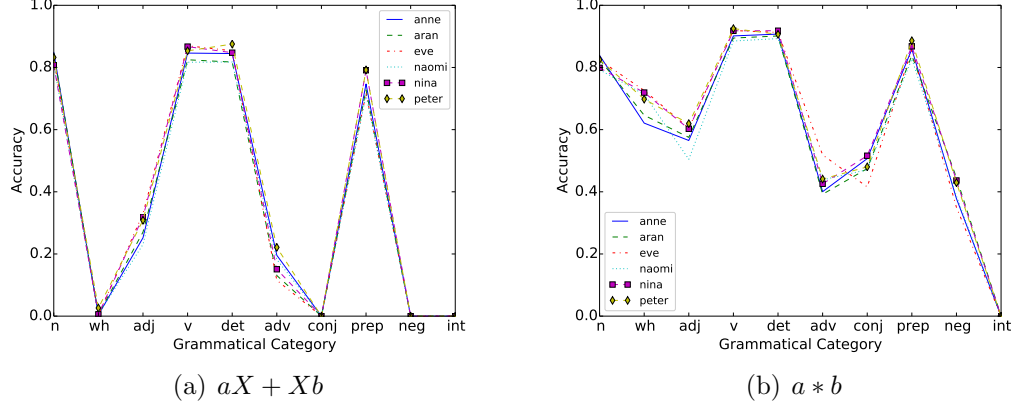 1.0
0.8
0.6
0.4
0.2
0.0
Accuracy
n wh adj v det adv conj prep neg int
Grammatical Category
anne
aran
eve
naomi
nina
peter
(a) aX + Xb
1.0
0.8
0.6
0.4
0.2
0.0
Accuracy
n wh adj v det adv conj prep neg int
Grammatical Category
anne
aran
eve
naomi
nina
peter
(b) a ∗ b